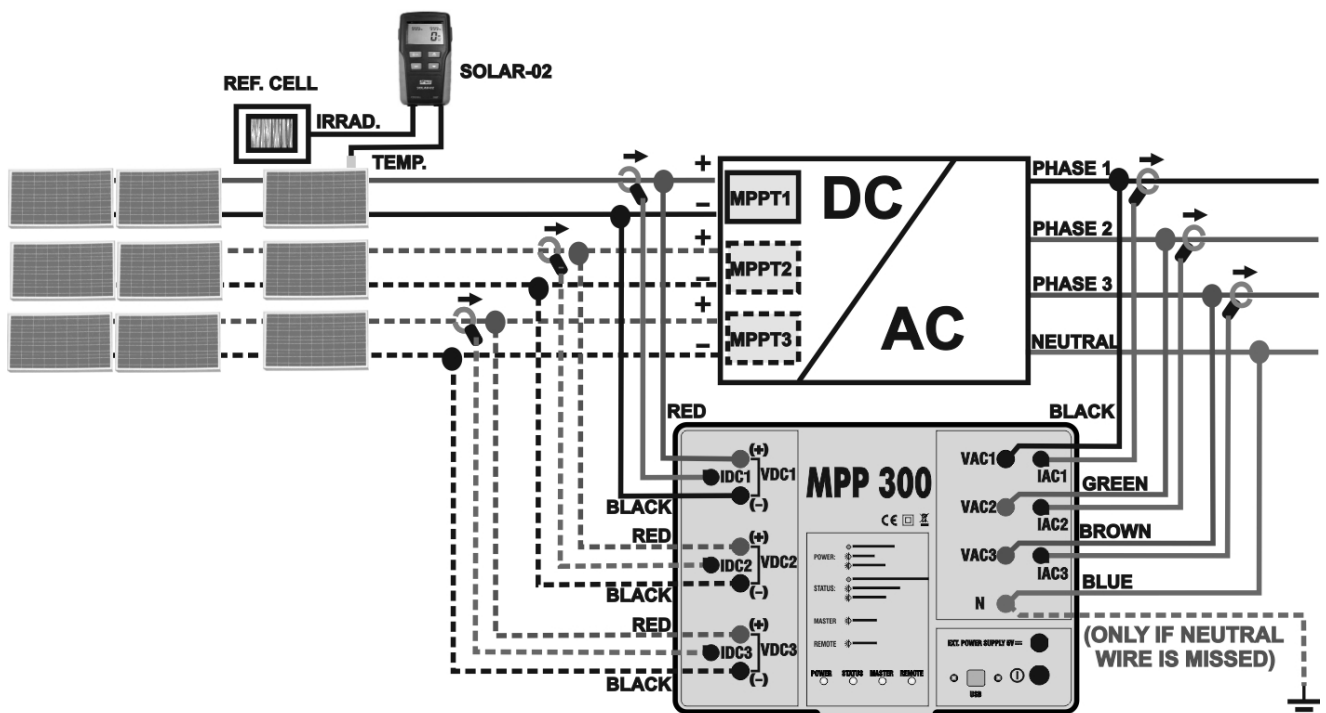 SOLAR-02
REF. CELL
IRRAD.
TEMP.
+
−
MPPT1
+
−
MPPT2
+
−
MPPT3
DC
AC
PHASE 1
PHASE 2
PHASE 3
NEUTRAL
RED
BLACK
RED
BLACK
RED
BLACK
(+)
IDC1
VDC1
(-)
(+)
IDC2
VDC2
(-)
(+)
IDC3
VDC3
(-)
MPP 300
CE
POWER:
STATUS:
MASTER
REMOTE
POWER STATUS MASTER REMOTE
BLACK
VAC1
IAC1
GREEN
VAC2
IAC2
BROWN
VAC3
IAC3
BLUE
N
(ONLY IF NEUTRAL
WIRE IS MISSED)
EXT. POWER SUPPLY 5V
USB